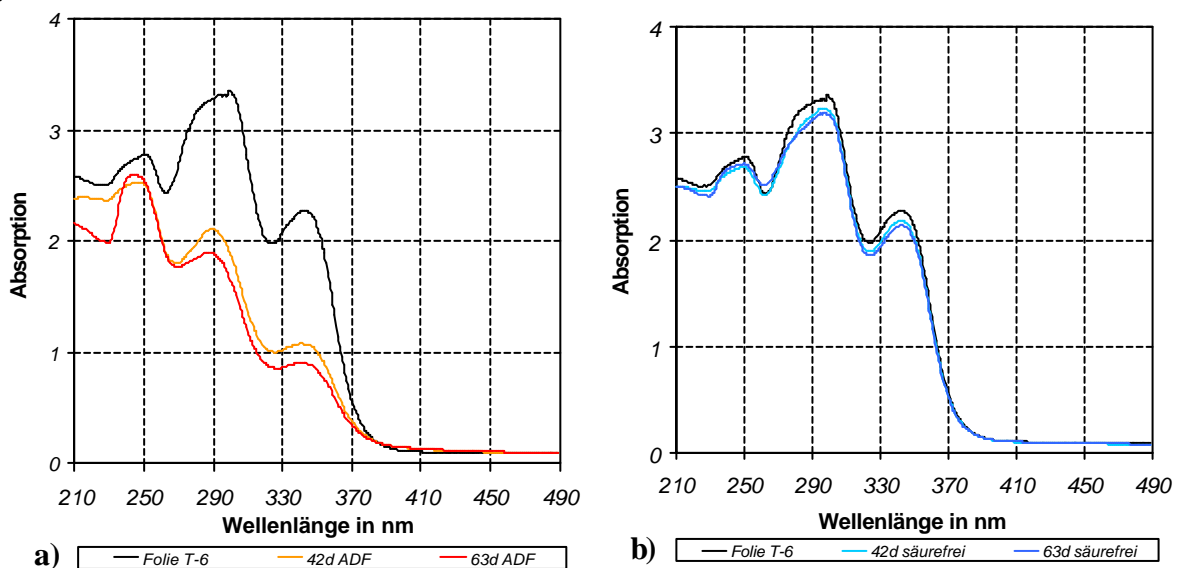 4
3
2
1
0
Absorption
210 250 290 330 370 410 450 490
Wellenlänge in nm
a)
Folie T-6 42d ADF 63d ADF
4
3
2
1
0
Absorption
210 250 290 330 370 410 450 490
Wellenlänge in nm
b)
Folie T-6 42d säurefrei 63d säurefrei